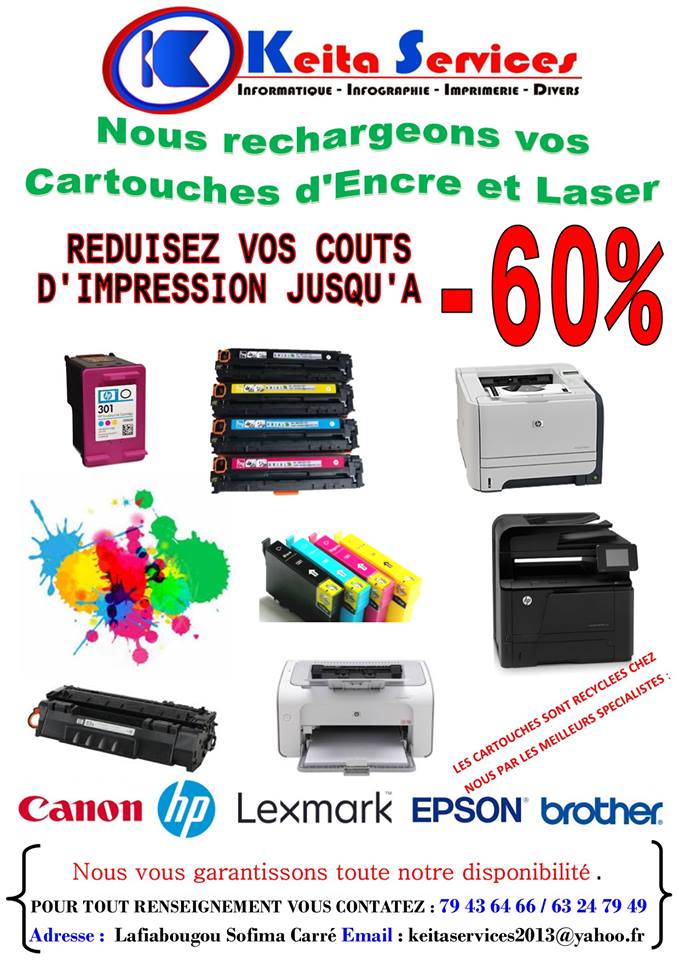 Keita Services
Informatique - Infographie - Imprimerie - Divers
Nous rechargeons vos
Cartouches d'Encre et Laser
REDUISEZ VOS COUTS
D'IMPRESSION JUSQU'A
-60%
hp
301
LES CARTOUCHES SONT RECYCLEES CHEZ
NOUS PAR LES MEILLEURS SPECIALISTES :
Canon hp Lexmark EPSON brother
Nous vous garantissons toute notre disponibilité .
POUR TOUT RENSEIGNEMENT VOUS CONTATEZ : 79 43 64 66 / 63 24 79 49
Adresse : Lafiabougou Sofima Carré Email : keitaservices2013@yahoo.fr